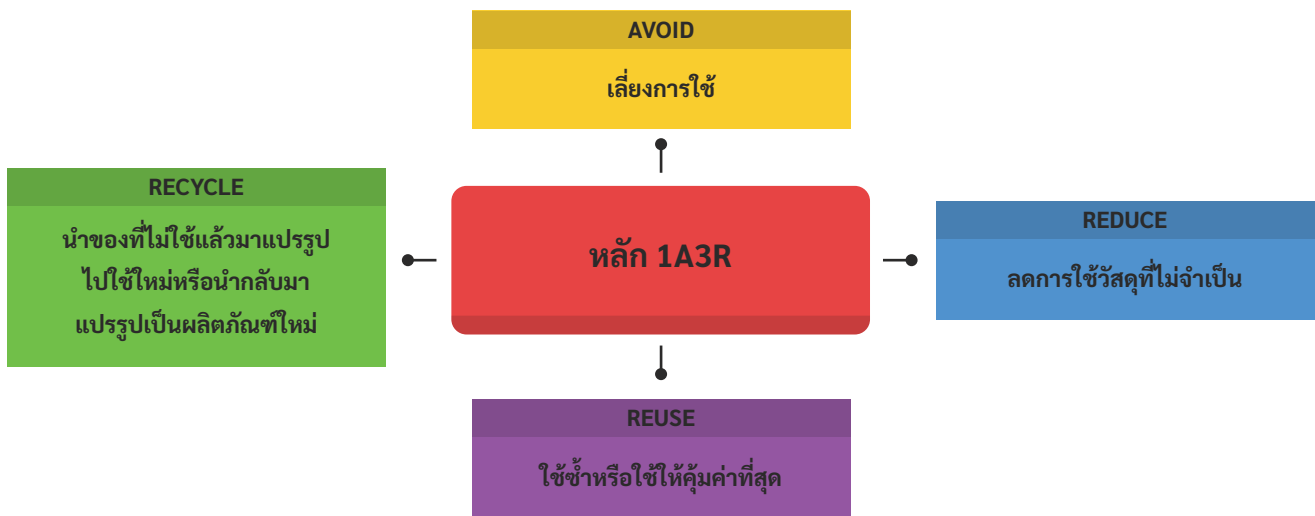 AVOID
เลี่ยงการใช้
RECYCLE
นำของที่ไม่ใช้แล้วมาแปรรูป
ไปใช้ใหม่หรือนำกลับมา
แปรรูปเป็นผลิตภัณฑ์ใหม่
หลัก 1A3R
REDUCE
ลดการใช้วัสดุที่ไม่จำเป็น
REUSE
ใช้ซ้ำหรือใช้ให้คุ้มค่าที่สุด